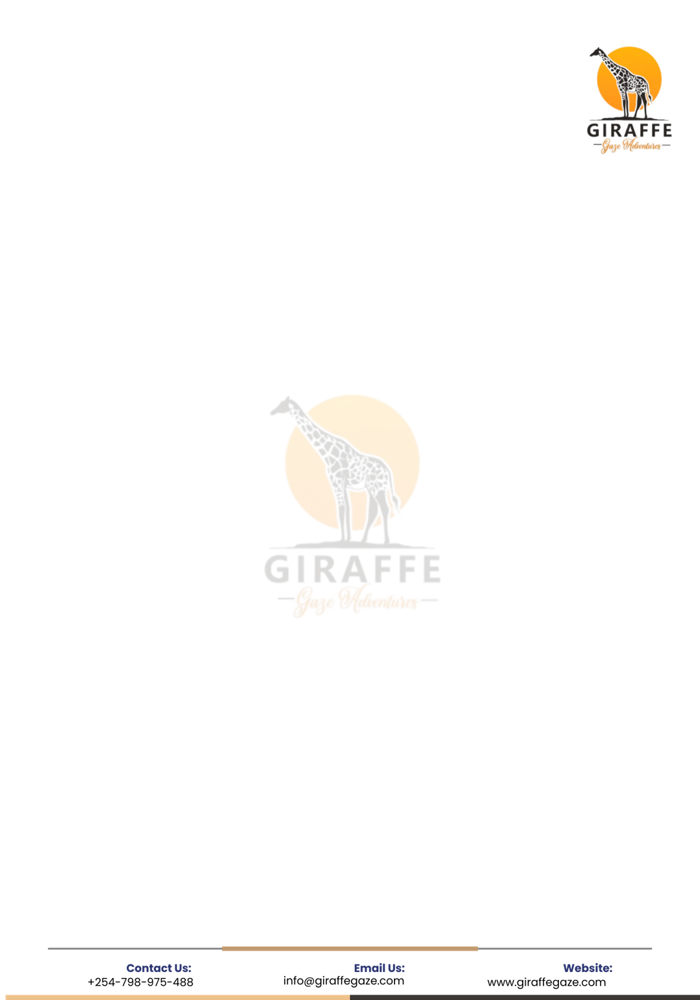 GIRAFFE
Gaze Adventures
GIRAFFE
Gaze Adventures
Contact Us:
+254-798-975-488
Email Us:
info@giraffegaze.com
Website:
www.giraffegaze.com